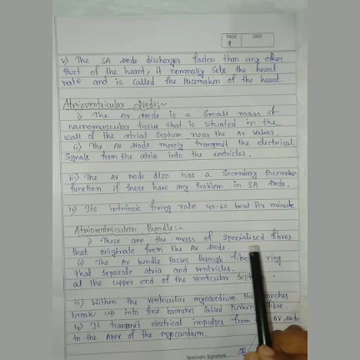 PAGE
DATE
v) The SA node discharges faster than any other
Part of the heart, it normally Sets the heart
rate and is called the Pacemaker of the heart.
Atrioventricular Node:-
i) The AV Node is a Small mass of
neuromuscular tissue that is situated in the
wall of the atrial Septum near the AV valves.
ii) The AV Node merely transmit the electrical
Signals from the atria into the ventricles.
iii) The AV node also has a Secondary Pacemaker
function if there have any Problem in SA Node.
iv) Its intrinsic firing rate 40-60 beat Per minute
Atrioventricular Bundle:-
i) These are the mass of specialised fibres
that originate from the AV Node.
ii) The AV bundle Passes through ring
that Separate atria and ventricles.
at the upper end of the ventricular
iii) Within the ventricular myocardium the branches
break up into fine branches called
iv) It transmit electrical impulses from AV Node
to the Apex of the myocardium.